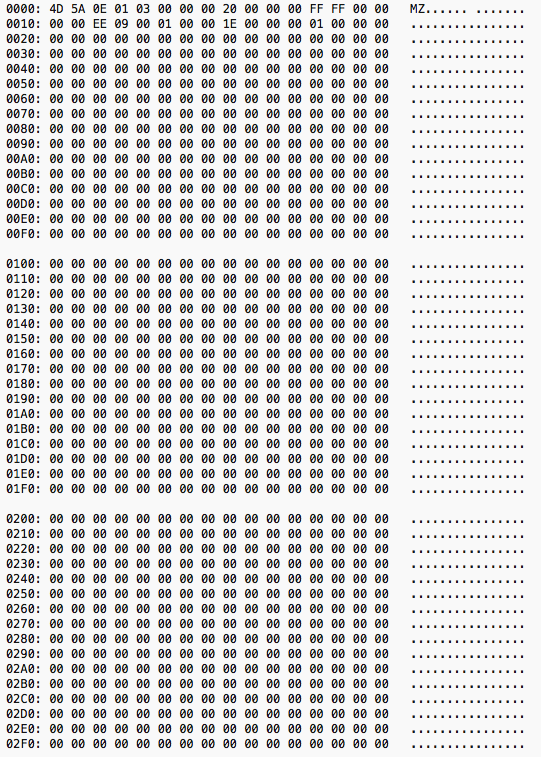 0000: 4D 5A 0E 01 03 00 00 00 20 00 00 00 FF FF 00 00   MZ...... .......
0010: 00 00 EE 09 00 01 00 00 1E 00 00 00 01 00 00 00   ................
0020: 00 00 00 00 00 00 00 00 00 00 00 00 00 00 00 00   ................
0030: 00 00 00 00 00 00 00 00 00 00 00 00 00 00 00 00   ................
0040: 00 00 00 00 00 00 00 00 00 00 00 00 00 00 00 00   ................
0050: 00 00 00 00 00 00 00 00 00 00 00 00 00 00 00 00   ................
0060: 00 00 00 00 00 00 00 00 00 00 00 00 00 00 00 00   ................
0070: 00 00 00 00 00 00 00 00 00 00 00 00 00 00 00 00   ................
0080: 00 00 00 00 00 00 00 00 00 00 00 00 00 00 00 00   ................
0090: 00 00 00 00 00 00 00 00 00 00 00 00 00 00 00 00   ................
00A0: 00 00 00 00 00 00 00 00 00 00 00 00 00 00 00 00   ................
00B0: 00 00 00 00 00 00 00 00 00 00 00 00 00 00 00 00   ................
00C0: 00 00 00 00 00 00 00 00 00 00 00 00 00 00 00 00   ................
00D0: 00 00 00 00 00 00 00 00 00 00 00 00 00 00 00 00   ................
00E0: 00 00 00 00 00 00 00 00 00 00 00 00 00 00 00 00   ................
00F0: 00 00 00 00 00 00 00 00 00 00 00 00 00 00 00 00   ................
0100: 00 00 00 00 00 00 00 00 00 00 00 00 00 00 00 00   ................
0110: 00 00 00 00 00 00 00 00 00 00 00 00 00 00 00 00   ................
0120: 00 00 00 00 00 00 00 00 00 00 00 00 00 00 00 00   ................
0130: 00 00 00 00 00 00 00 00 00 00 00 00 00 00 00 00   ................
0140: 00 00 00 00 00 00 00 00 00 00 00 00 00 00 00 00   ................
0150: 00 00 00 00 00 00 00 00 00 00 00 00 00 00 00 00   ................
0160: 00 00 00 00 00 00 00 00 00 00 00 00 00 00 00 00   ................
0170: 00 00 00 00 00 00 00 00 00 00 00 00 00 00 00 00   ................
0180: 00 00 00 00 00 00 00 00 00 00 00 00 00 00 00 00   ................
0190: 00 00 00 00 00 00 00 00 00 00 00 00 00 00 00 00   ................
01A0: 00 00 00 00 00 00 00 00 00 00 00 00 00 00 00 00   ................
01B0: 00 00 00 00 00 00 00 00 00 00 00 00 00 00 00 00   ................
01C0: 00 00 00 00 00 00 00 00 00 00 00 00 00 00 00 00   ................
01D0: 00 00 00 00 00 00 00 00 00 00 00 00 00 00 00 00   ................
01E0: 00 00 00 00 00 00 00 00 00 00 00 00 00 00 00 00   ................
01F0: 00 00 00 00 00 00 00 00 00 00 00 00 00 00 00 00   ................
0200: 00 00 00 00 00 00 00 00 00 00 00 00 00 00 00 00   ................
0210: 00 00 00 00 00 00 00 00 00 00 00 00 00 00 00 00   ................
0220: 00 00 00 00 00 00 00 00 00 00 00 00 00 00 00 00   ................
0230: 00 00 00 00 00 00 00 00 00 00 00 00 00 00 00 00   ................
0240: 00 00 00 00 00 00 00 00 00 00 00 00 00 00 00 00   ................
0250: 00 00 00 00 00 00 00 00 00 00 00 00 00 00 00 00   ................
0260: 00 00 00 00 00 00 00 00 00 00 00 00 00 00 00 00   ................
0270: 00 00 00 00 00 00 00 00 00 00 00 00 00 00 00 00   ................
0280: 00 00 00 00 00 00 00 00 00 00 00 00 00 00 00 00   ................
0290: 00 00 00 00 00 00 00 00 00 00 00 00 00 00 00 00   ................
02A0: 00 00 00 00 00 00 00 00 00 00 00 00 00 00 00 00   ................
02B0: 00 00 00 00 00 00 00 00 00 00 00 00 00 00 00 00   ................
02C0: 00 00 00 00 00 00 00 00 00 00 00 00 00 00 00 00   ................
02D0: 00 00 00 00 00 00 00 00 00 00 00 00 00 00 00 00   ................
02E0: 00 00 00 00 00 00 00 00 00 00 00 00 00 00 00 00   ................
02F0: 00 00 00 00 00 00 00 00 00 00 00 00 00 00 00 00   ................